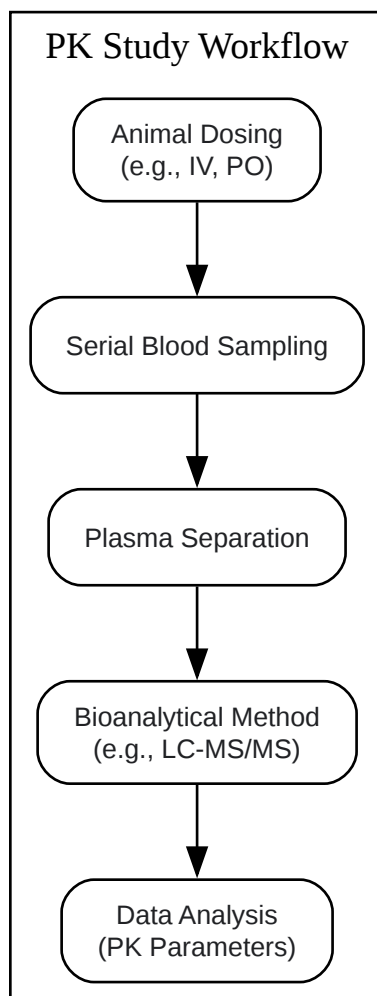 PK Study Workflow
Animal Dosing
(e.g., IV, PO)
Serial Blood Sampling
Plasma Separation
Bioanalytical Method
(e.g., LC-MS/MS)
Data Analysis
(PK Parameters)